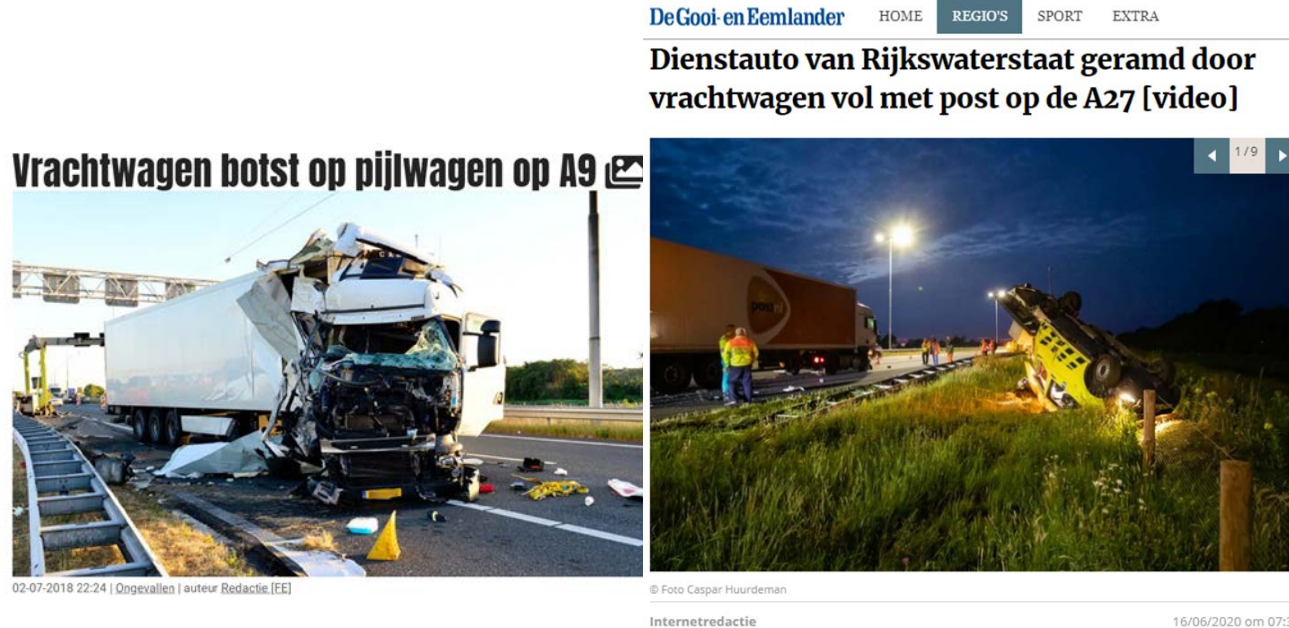 Vrachtwagen botst op pijlwagen op A9
02-07-2018 22:24 | Ongevallen | auteur Redactie [FE]
De Gooi- en Eemlander
HOME REGIO'S SPORT EXTRA
Dienstauto van Rijkswaterstaat geramd door
vrachtwagen vol met post op de A27 [video]
1 / 9
postnl
© Foto Caspar Huurdeman
Internetredactie
16/06/2020 om 07:3